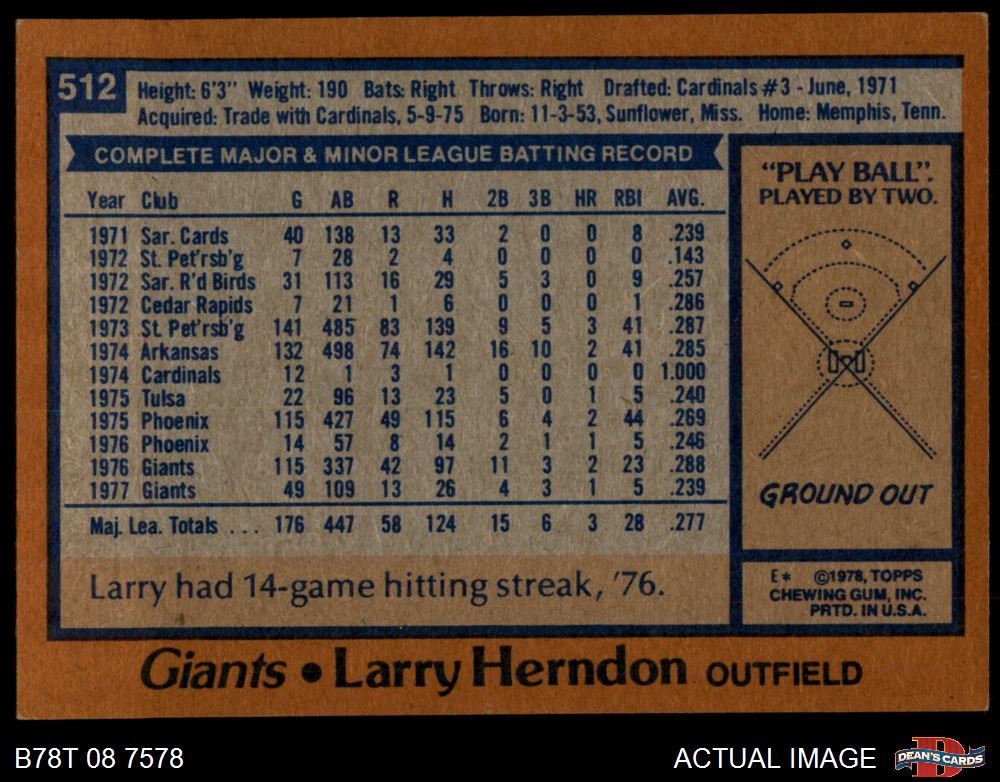 512
Height: 6'3" Weight: 190 Bats: Right Throws: Right Drafted: Cardinals #3 - June, 1971
Acquired: Trade with Cardinals, 5-9-75 Born: 11-3-53, Sunflower, Miss. Home: Memphis, Tenn.
COMPLETE MAJOR & MINOR LEAGUE BATTING RECORD
Year Club G AB R H 2B 3B HR RBI AVG.
1971 Sar. Cards 40 138 13 33 2 0 0 8 .239
1972 St. Pet'rsb'g 7 28 2 4 0 0 0 0 .143
1972 Sar. R'd Birds 31 113 16 29 5 3 0 9 .257
1972 Cedar Rapids 7 21 1 6 0 0 0 1 .286
1973 St. Pet'rsb'g 141 485 83 139 9 5 3 41 .287
1974 Arkansas 132 498 74 142 16 10 2 41 .285
1974 Cardinals 12 1 3 1 0 0 0 0 1.000
1975 Tulsa 22 96 13 23 5 0 1 5 .240
1975 Phoenix 115 427 49 115 6 4 2 44 .269
1976 Phoenix 14 57 8 14 2 1 1 5 .246
1976 Giants 115 337 42 97 11 3 2 23 .288
1977 Giants 49 109 13 26 4 3 1 5 .239
Maj. Lea. Totals ... 176 447 58 124 15 6 3 28 .277
Larry had 14-game hitting streak, '76.
"PLAY BALL".
PLAYED BY TWO.
GROUND OUT
E* ©1978, TOPPS
CHEWING GUM, INC.
PRTD. IN U.S.A.
Giants • Larry Herndon OUTFIELD
B78T 08 7578
ACTUAL IMAGE
D
DEAN'S CARDS